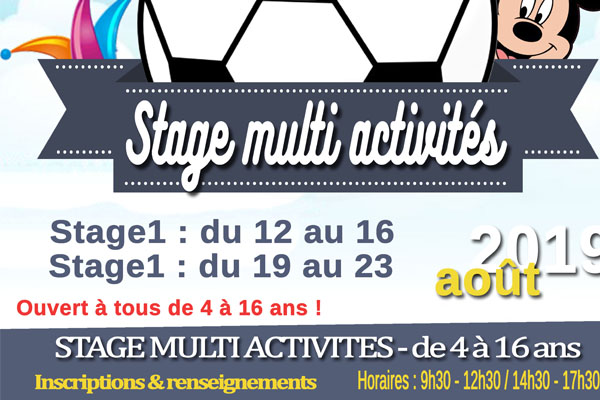 Stage multi activités
Stage1 : du 12 au 16
Stage1 : du 19 au 23
2019
août
Ouvert à tous de 4 à 16 ans !
STAGE MULTI ACTIVITES - de 4 à 16 ans
Inscriptions & renseignements
Horaires : 9h30 - 12h30 / 14h30 - 17h30